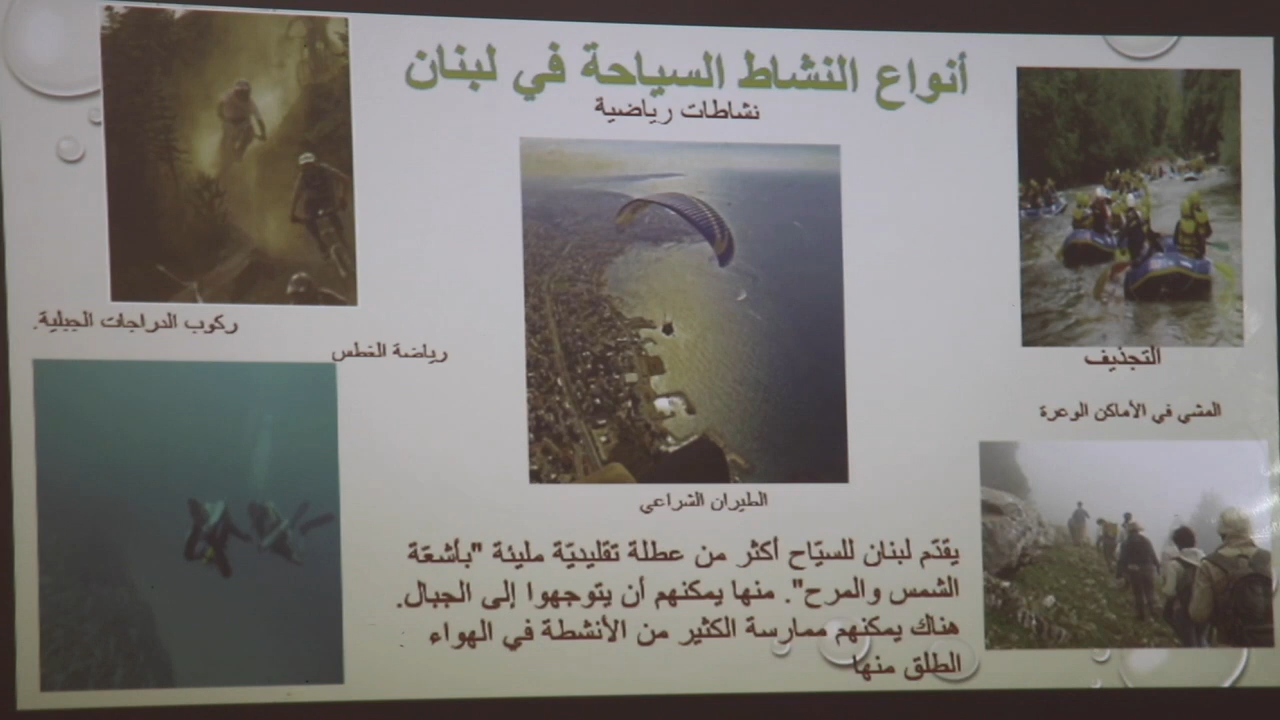 أنواع النشاط السياحة في لبنان
نشاطات رياضية
التجذيف
المشي في الأماكن الوعرة
ركوب الدراجات الجبلية.
رياضة الغطس
الطيران الشراعي
يقدّم لبنان للسيّاح أكثر من عطلة تقليديّة مليئة "بأشعّة
الشمس والمرح". منها يمكنهم أن يتوجهوا إلى الجبال.
هناك يمكنهم ممارسة الكثير من الأنشطة في الهواء
الطلق منها